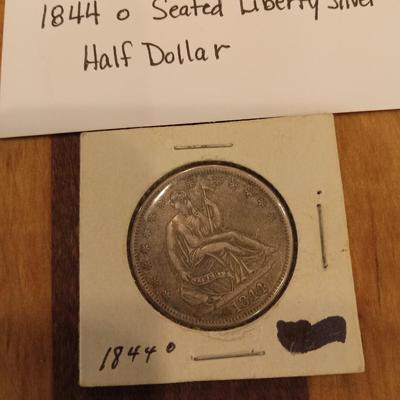 1844 o Seated Liberty Silver
Half Dollar
1844 o